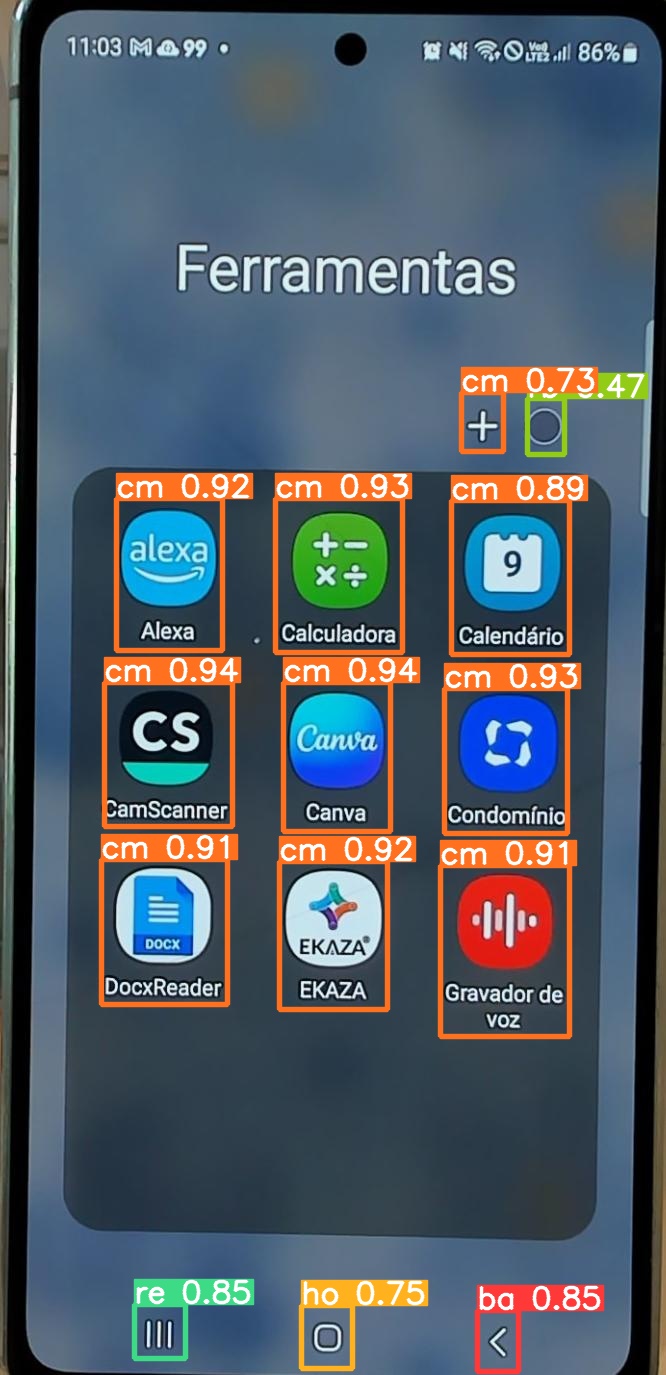 11:03 99 86%
Ferramentas
cm 0.73 0.47
cm 0.92 cm 0.93 cm 0.89
alexa 9
Alexa Calculadora Calendário
cm 0.94 cm 0.94 cm 0.93
CS Canva
CamScanner Canva Condomínio
cm 0.91 cm 0.92 cm 0.91
DOCX EKAZA®
DocxReader EKAZA Gravador de
voz
re 0.85 ho 0.75 ba 0.85